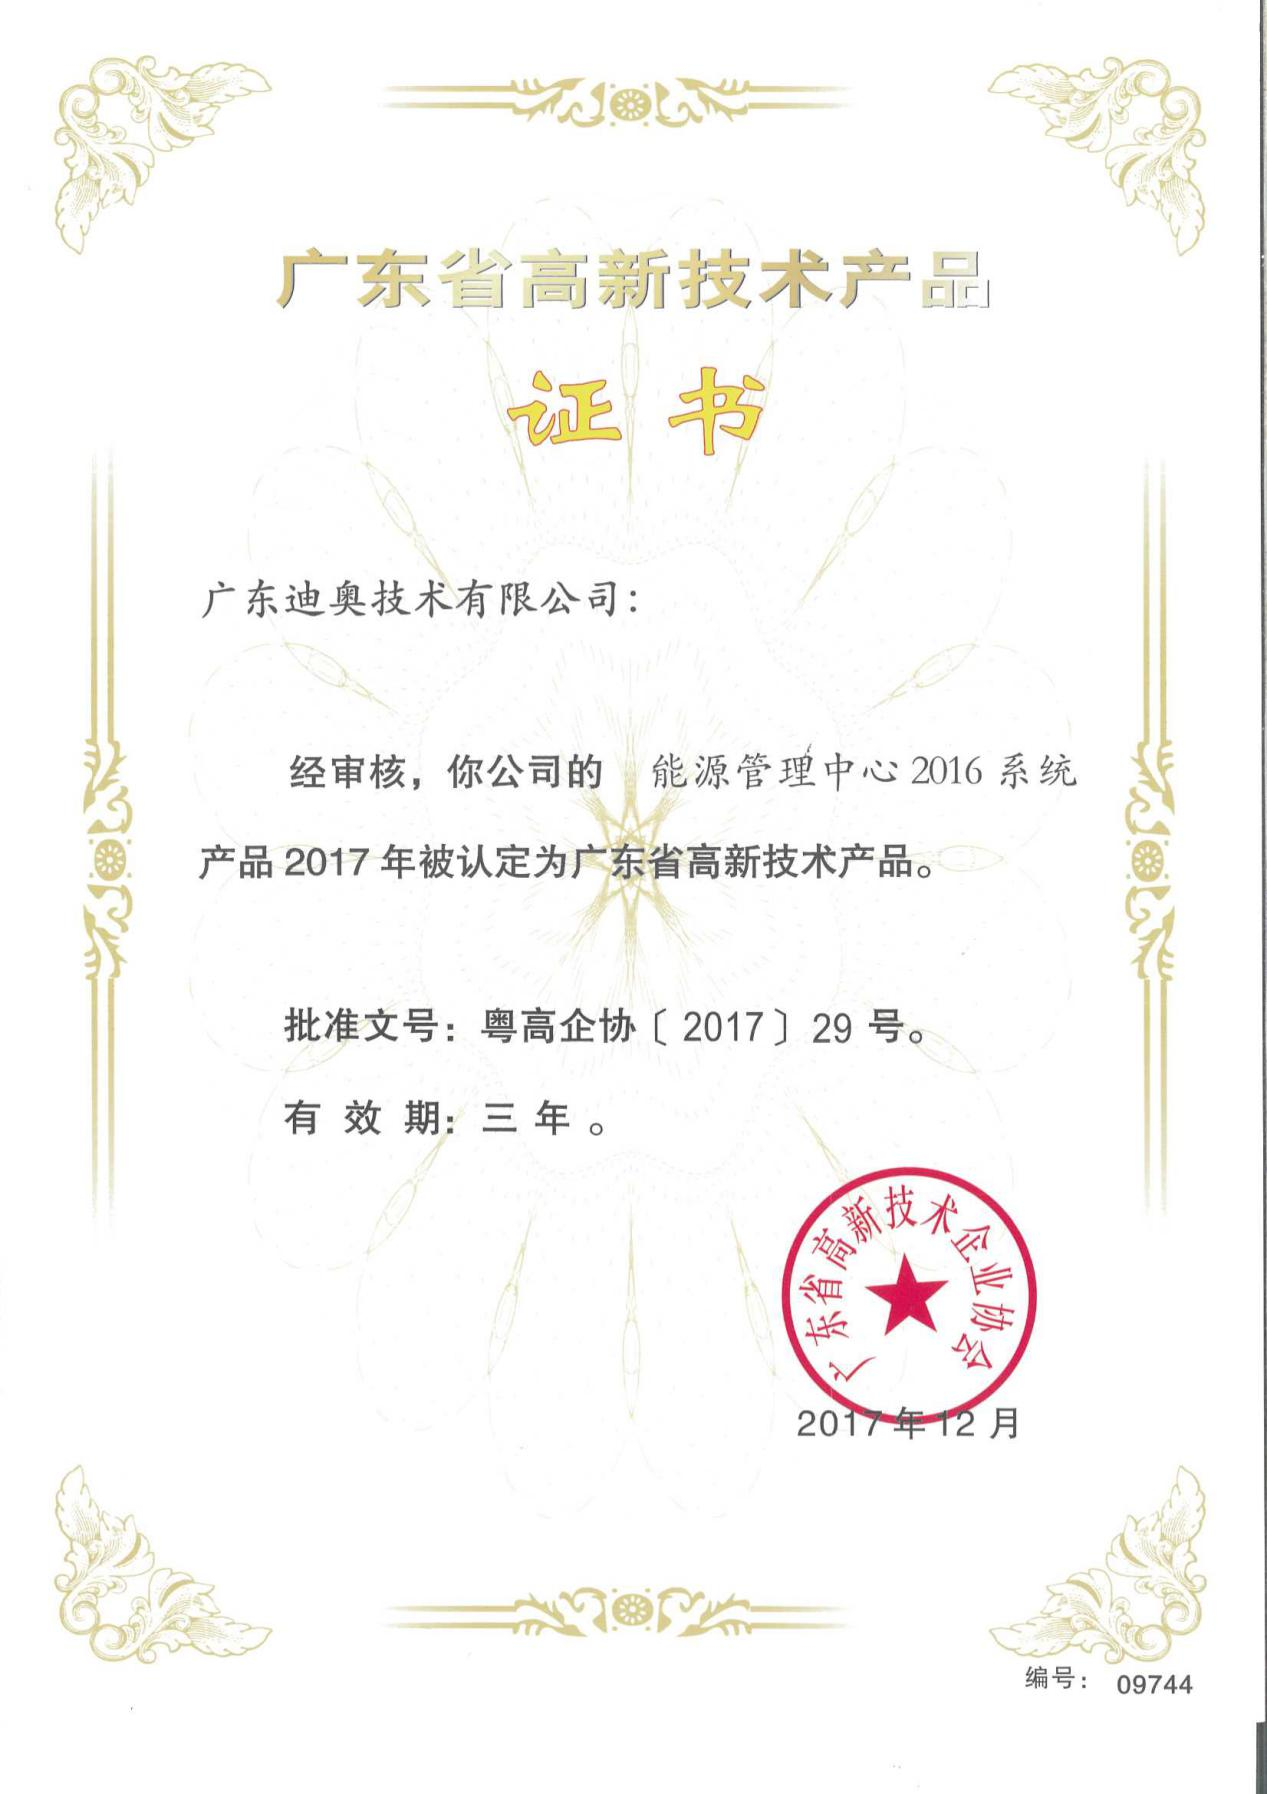 广东省高新技术产品
证书
广东迪奥技术有限公司：
经审核，你公司的 能源管理中心2016系统
产品2017年被认定为广东省高新技术产品。
批准文号：粤高企协〔2017〕29号。
有效期：三年。
广东省高新技术企业协会
2017年12月
编号： 09744